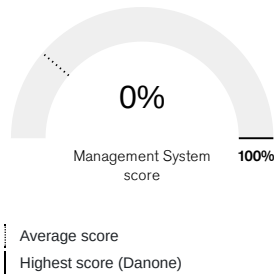 0%
Management System
score
100%
Average score
Highest score (Danone)